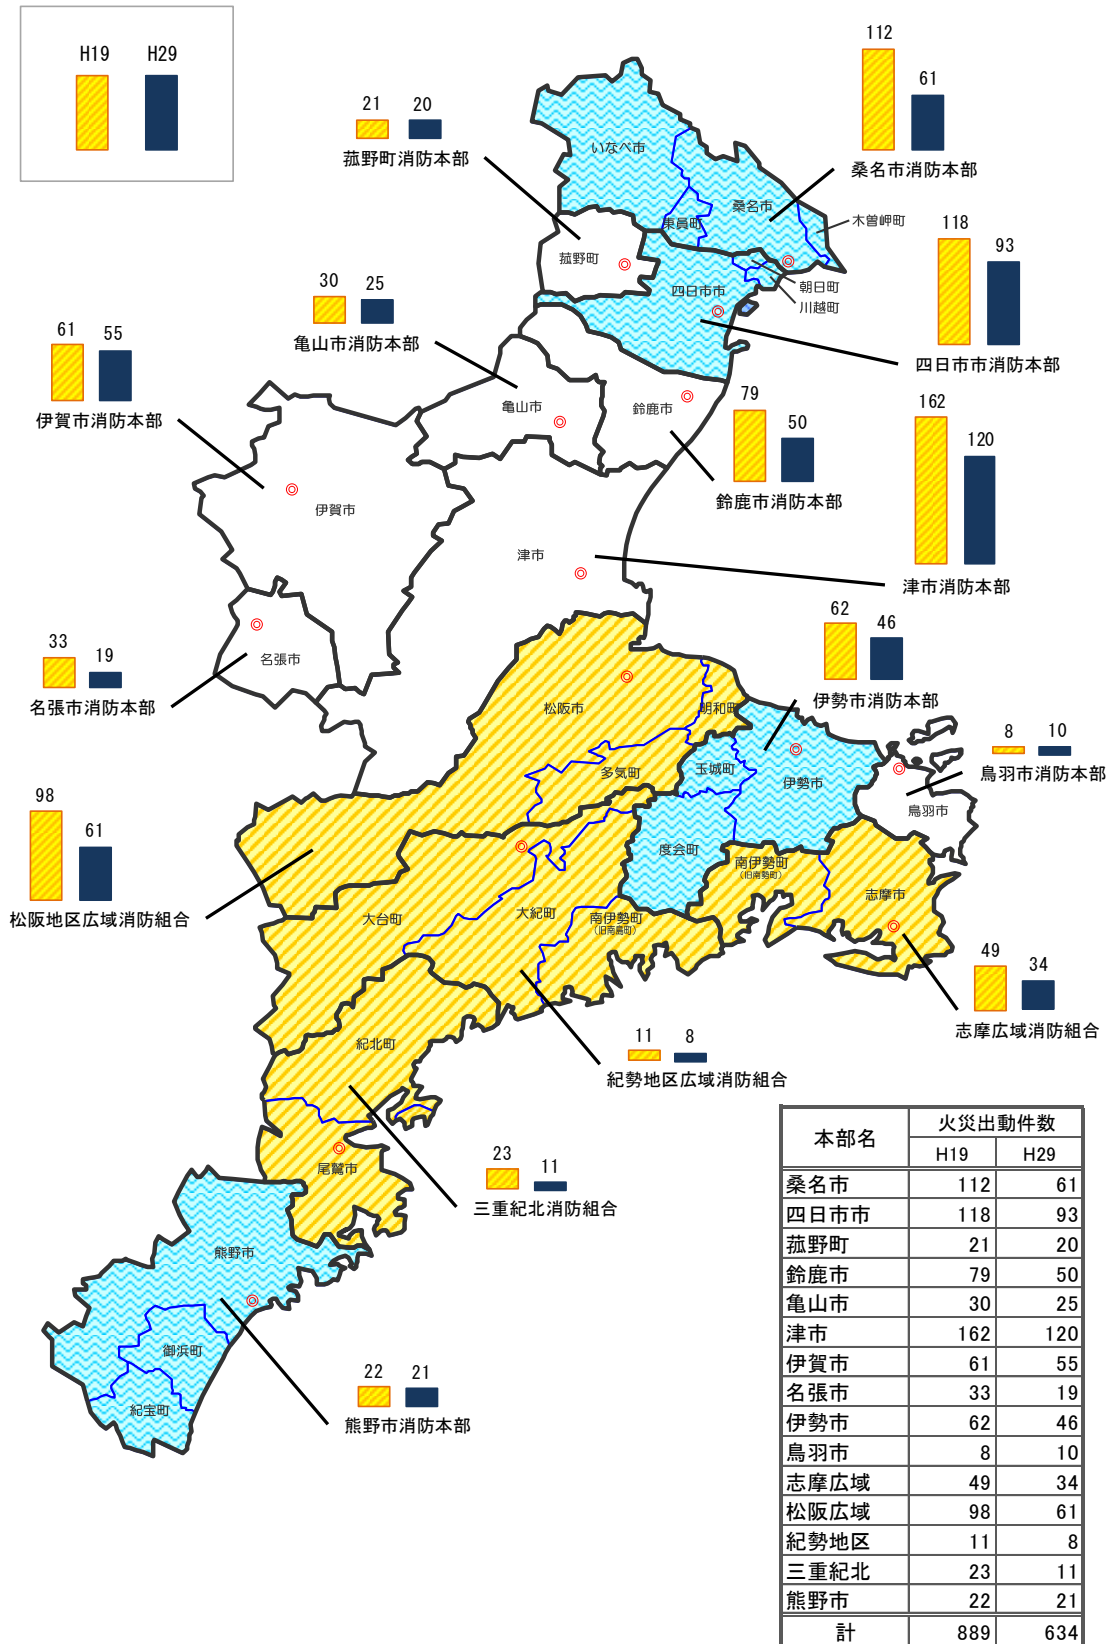 H19 H29
112 61
桑名市消防本部
21 20
菰野町消防本部
いなべ市
桑名市
東員町
木曽岬町
118 93
四日市市消防本部
菰野町
朝日町
川越町
四日市市
30 25
亀山市消防本部
61 55
伊賀市消防本部
亀山市
鈴鹿市
79 50
鈴鹿市消防本部
162 120
津市消防本部
伊賀市
津市
33 19
名張市消防本部
名張市
62 46
伊勢市消防本部
松阪市
明和町
8 10
鳥羽市消防本部
多気町
玉城町
伊勢市
鳥羽市
98 61
松阪地区広域消防組合
度会町
南伊勢町
(旧南勢町)
志摩市
大台町
大紀町
南伊勢町
(旧南島町)
49 34
志摩広域消防組合
紀北町
11 8
紀勢地区広域消防組合
尾鷲市
23 11
三重紀北消防組合
熊野市
御浜町
紀宝町
22 21
熊野市消防本部
本部名 火災出動件数
H19 H29
桑名市 112 61
四日市市 118 93
菰野町 21 20
鈴鹿市 79 50
亀山市 30 25
津市 162 120
伊賀市 61 55
名張市 33 19
伊勢市 62 46
鳥羽市 8 10
志摩広域 49 34
松阪広域 98 61
紀勢地区 11 8
三重紀北 23 11
熊野市 22 21
計 889 634